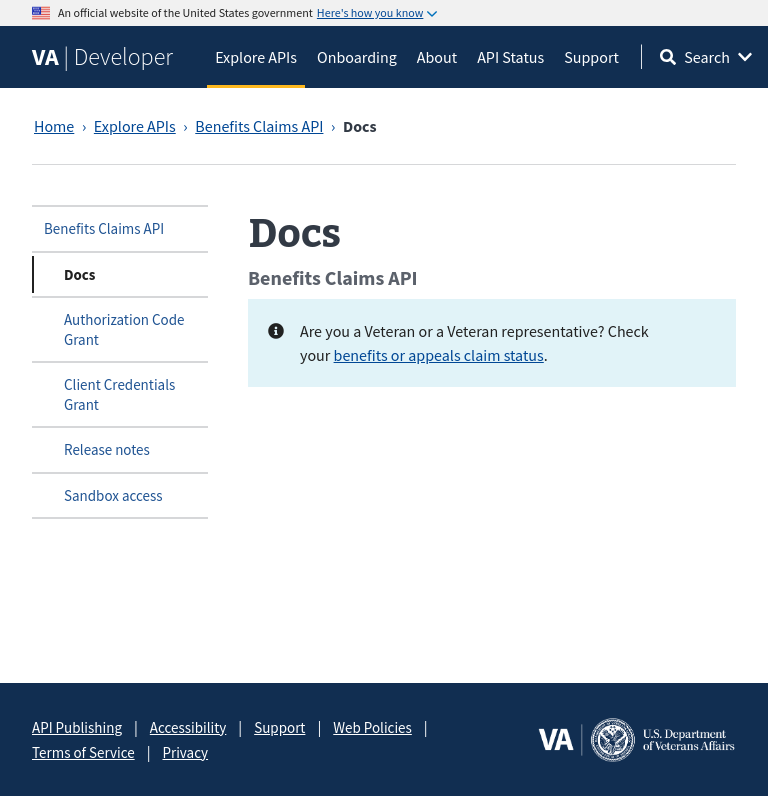 An official website of the United States government Here's how you know
VA | Developer
Explore APIs Onboarding About API Status Support Search
Home › Explore APIs › Benefits Claims API › Docs
Benefits Claims API
Docs
Authorization Code
Grant
Client Credentials
Grant
Release notes
Sandbox access
Docs
Benefits Claims API
Are you a Veteran or a Veteran representative? Check
your benefits or appeals claim status.
API Publishing | Accessibility | Support | Web Policies |
Terms of Service | Privacy
VA
U.S. Department
of Veterans Affairs